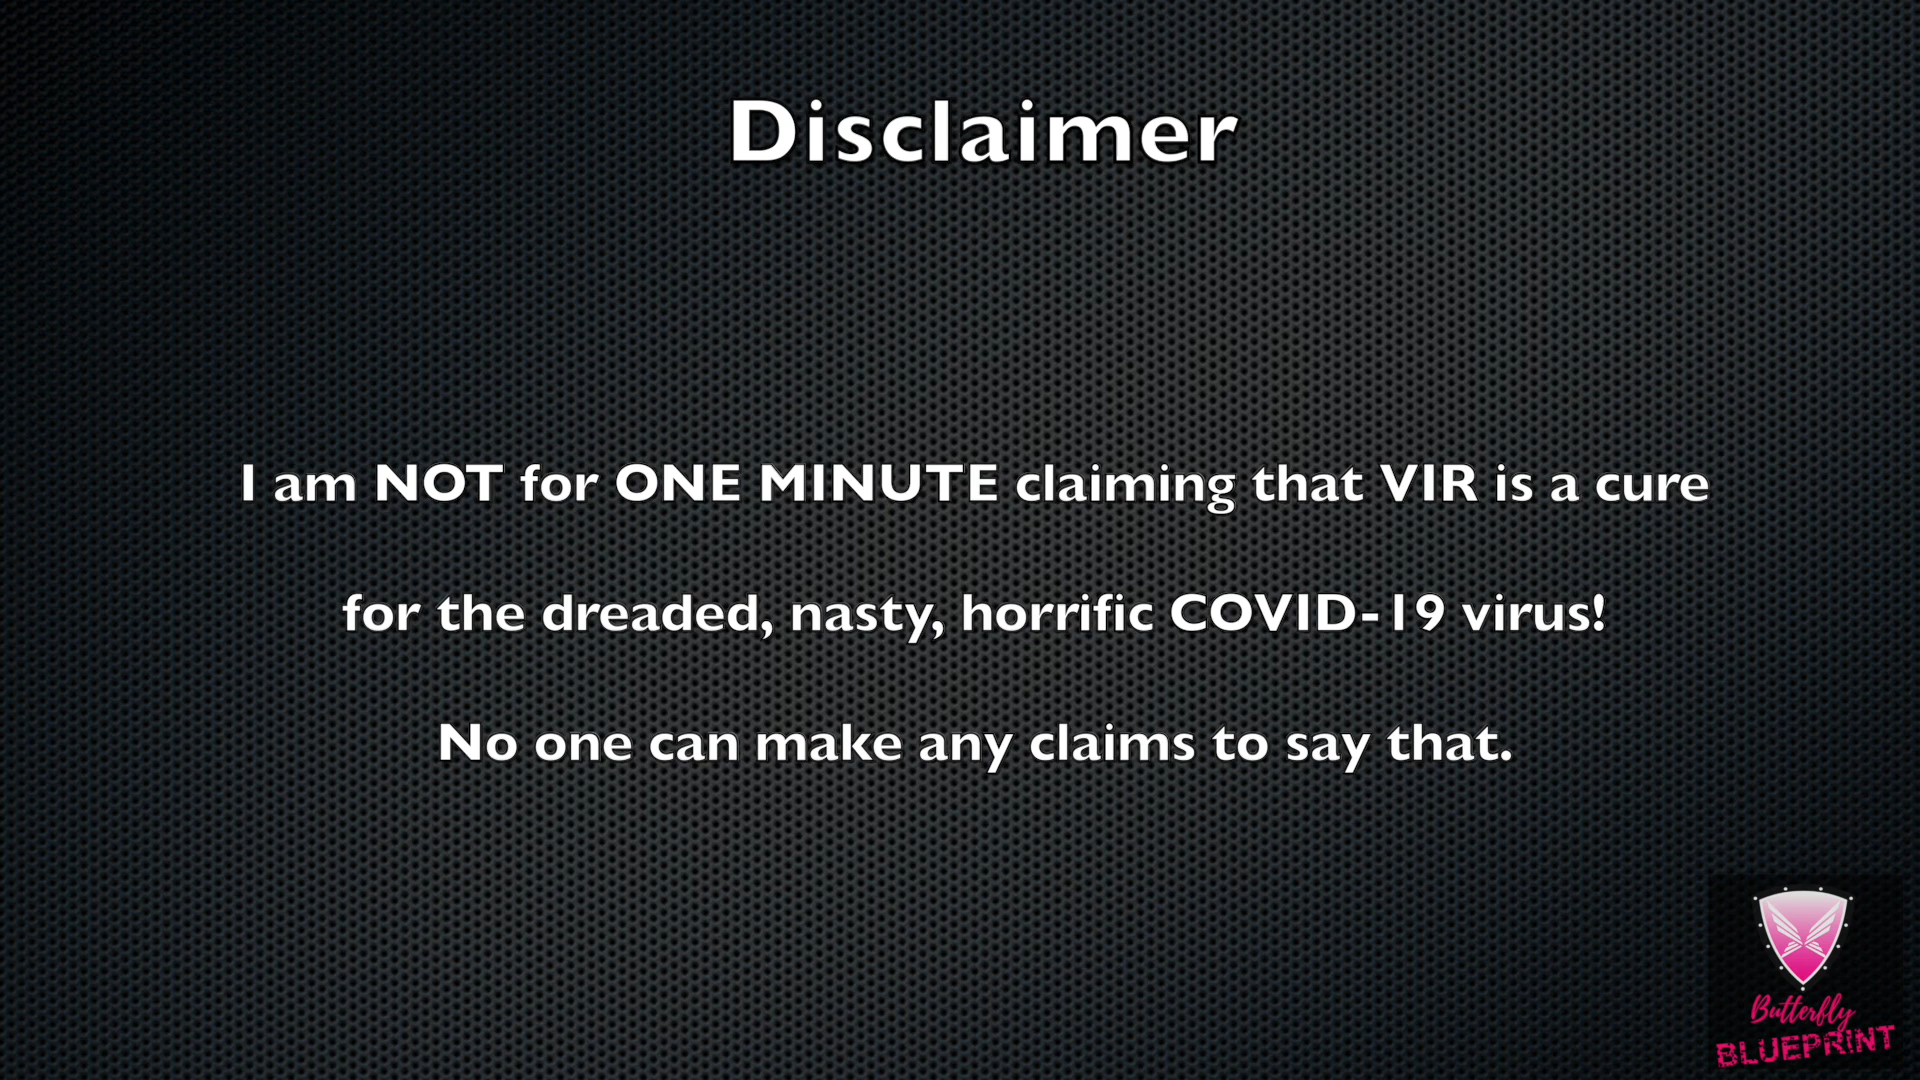 Disclaimer
I am NOT for ONE MINUTE claiming that VIR is a cure
for the dreaded, nasty, horrific COVID-19 virus!
No one can make any claims to say that.
Butterfly
BLUEPRINT